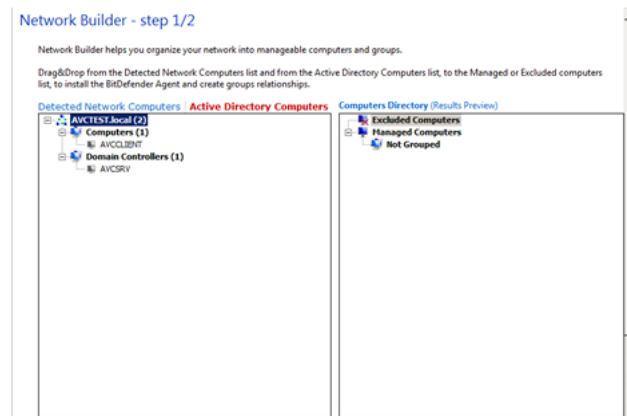 Network Builder - step 1/2
Network Builder helps you organize your network into manageable computers and groups.
Drag&Drop from the Detected Network Computers list and from the Active Directory Computers list, to the Managed or Excluded computers
list, to install the BitDefender Agent and create groups relationships.
Detected Network Computers | Active Directory Computers
AVCTEST.local (2)
Computers (1)
AVCCLIENT
Domain Controllers (1)
AVCSRV
Computers Directory (Results Preview)
Excluded Computers
Managed Computers
Not Grouped